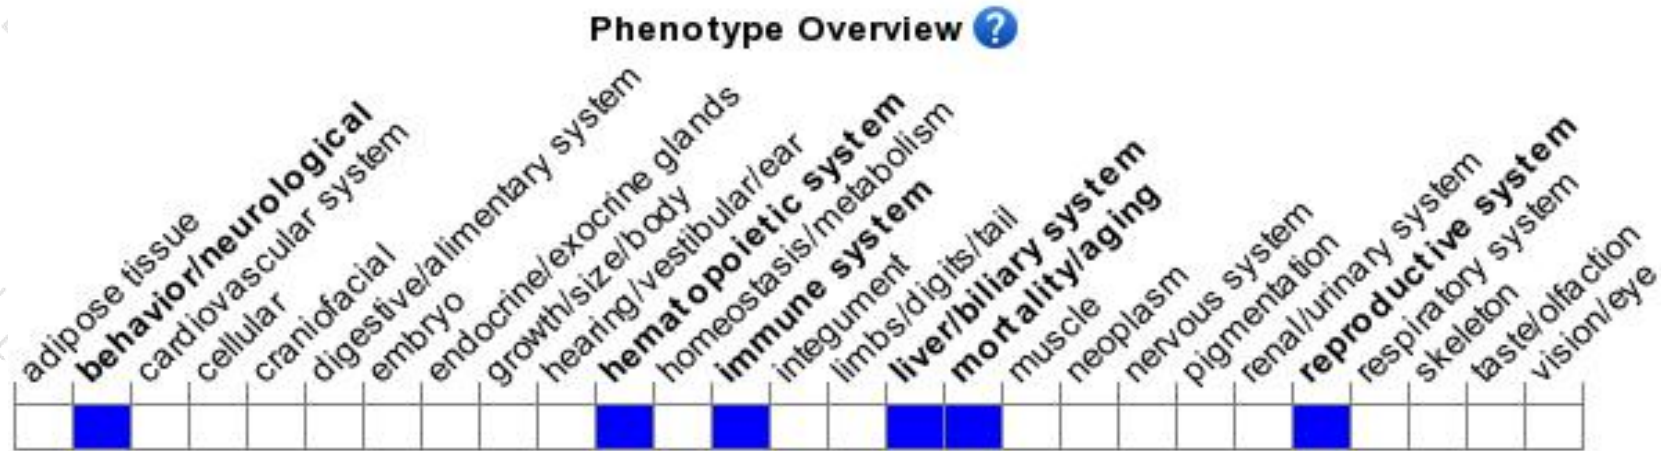 Phenotype Overview ?
adipose tissue
behavior/neurological
cardiovascular system
cellular
craniofacial
digestive/alimentary system
embryo
endocrine/exocrine glands
growth/size/body
hearing/vestibular/ear
hematopoietic system
homeostasis/metabolism
immune system
integument
limbs/digits/tail
liver/biliary system
mortality/aging
muscle
neoplasm
nervous system
pigmentation
renal/urinary system
reproductive system
respiratory system
skeleton
taste/olfaction
vision/eye